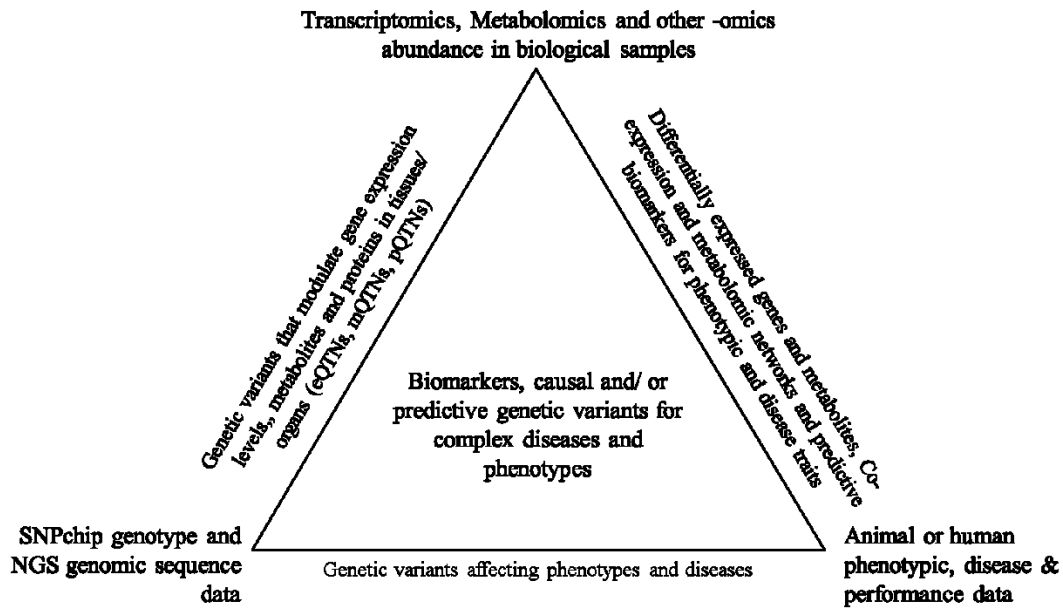 Transcriptomics, Metabolomics and other -omics
abundance in biological samples
Genetic variants that modulate gene expression
levels,, metabolites and proteins in tissues/
organs (eQTNs, mQTNs, pQTNs)
Differentially expressed genes and metabolites, Co-
expression and metabolomic networks and predictive
biomarkers for phenotypic and disease traits
Biomarkers, causal and/ or
predictive genetic variants for
complex diseases and
phenotypes
SNPchip genotype and
NGS genomic sequence
data
Genetic variants affecting phenotypes and diseases
Animal or human
phenotypic, disease &
performance data